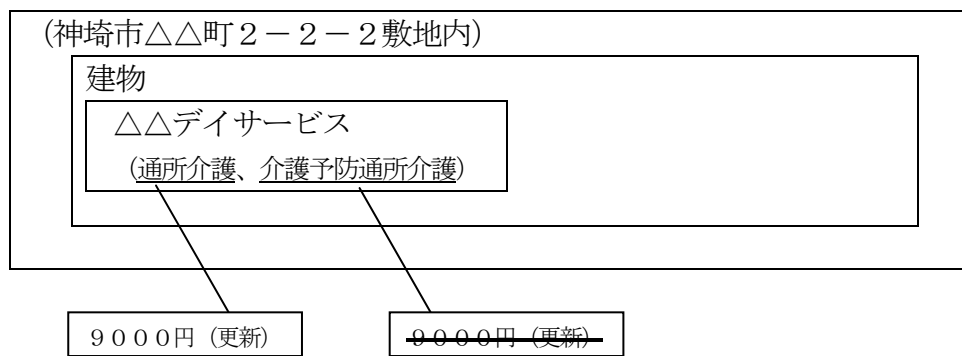 (神埼市△△町２－２－２敷地内)
建物
△△デイサービス
(通所介護、介護予防通所介護)
９０００円（更新）
９０００円（更新）